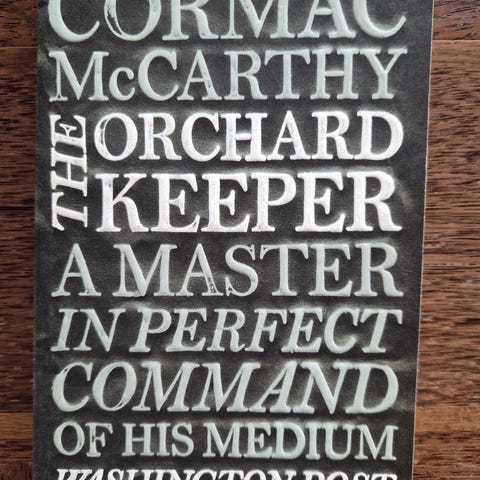 CORMAC
McCARTHY
THE ORCHARD
KEEPER
A MASTER
IN PERFECT
COMMAND
OF HIS MEDIUM
WASHINGTON POST